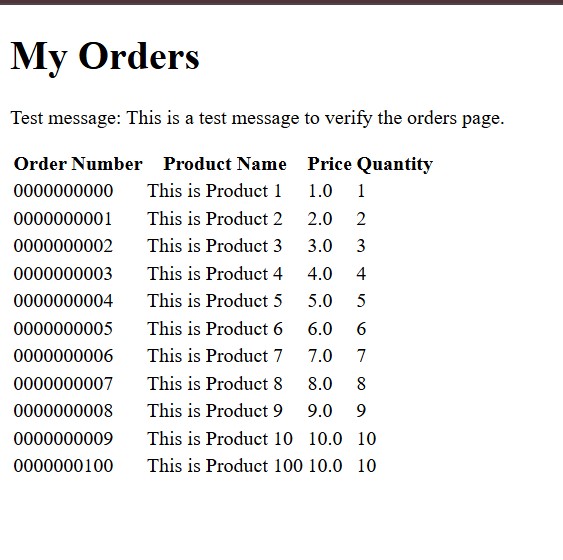 My Orders
Test message: This is a test message to verify the orders page.
Order Number Product Name Price Quantity
0000000000 This is Product 1 1.0 1
0000000001 This is Product 2 2.0 2
0000000002 This is Product 3 3.0 3
0000000003 This is Product 4 4.0 4
0000000004 This is Product 5 5.0 5
0000000005 This is Product 6 6.0 6
0000000006 This is Product 7 7.0 7
0000000007 This is Product 8 8.0 8
0000000008 This is Product 9 9.0 9
0000000009 This is Product 10 10.0 10
0000000100 This is Product 100 10.0 10